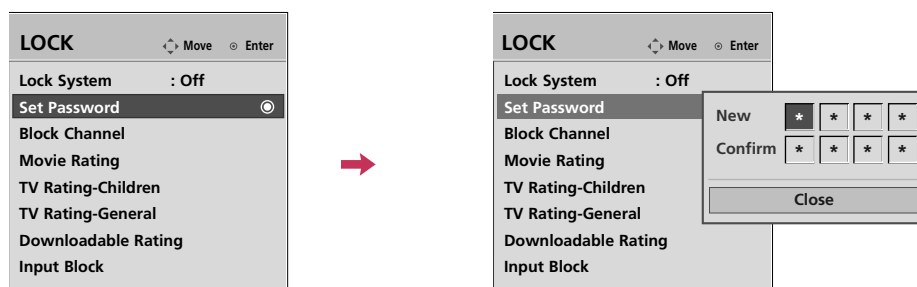 LOCK Move Enter
Lock System : Off
Set Password
Block Channel
Movie Rating
TV Rating-Children
TV Rating-General
Downloadable Rating
Input Block
LOCK Move Enter
Lock System : Off
Set Password
Block Channel
Movie Rating
TV Rating-Children
TV Rating-General
Downloadable Rating
Input Block
New * * * *
Confirm * * * *
Close